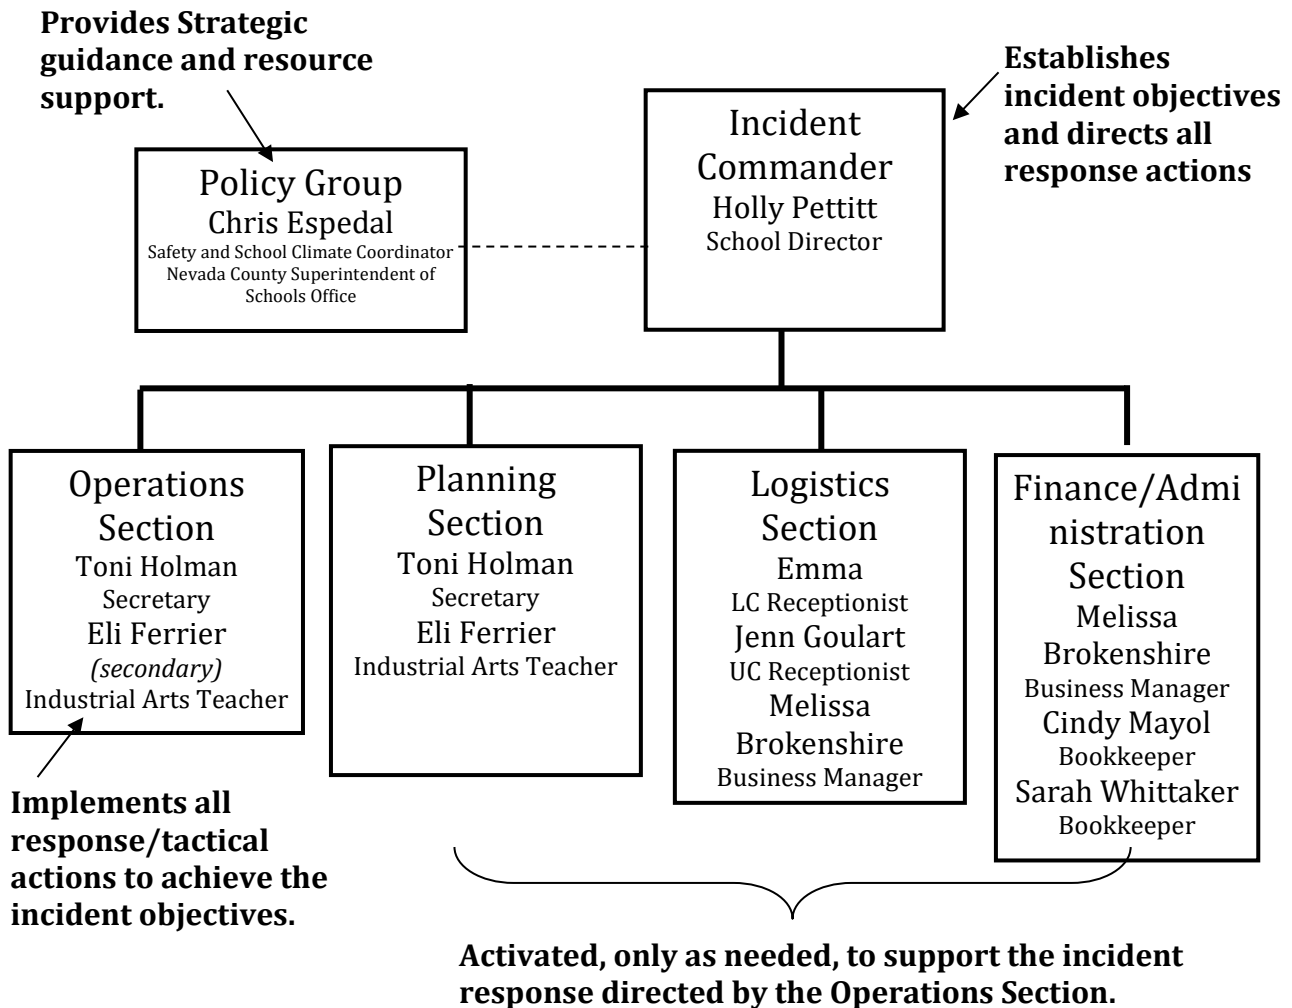 Provides Strategic
guidance and resource
support.
Establishes
incident objectives
and directs all
response actions
Incident
Commander
Holly Pettitt
School Director
Policy Group
Chris Espedal
Safety and School Climate Coordinator
Nevada County Superintendent of
Schools Office
Operations
Section
Toni Holman
Secretary
Eli Ferrier
(secondary)
Industrial Arts Teacher
Planning
Section
Toni Holman
Secretary
Eli Ferrier
Industrial Arts Teacher
Logistics
Section
Emma
LC Receptionist
Jenn Goulart
UC Receptionist
Melissa
Brokenshire
Business Manager
Finance/Admi
nistration
Section
Melissa
Brokenshire
Business Manager
Cindy Mayol
Bookkeeper
Sarah Whittaker
Bookkeeper
Implements all
response/tactical
actions to achieve the
incident objectives.
Activated, only as needed, to support the incident
response directed by the Operations Section.